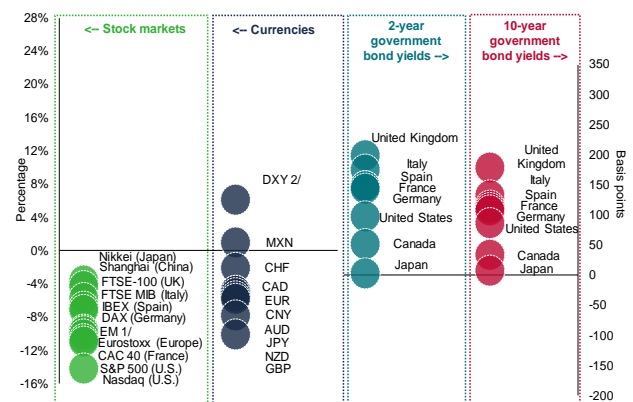 28%
24%
20%
16%
12%
8%
4%
0%
-4%
-8%
-12%
-16%
Percentage
<-- Stock markets
Nikkei (Japan)
Shanghai (China)
FTSE-100 (UK)
FTSE MIB (Italy)
IBEX (Spain)
DAX (Germany)
EM 1/
Eurostoxx (Europe)
CAC 40 (France)
S&P 500 (U.S.)
Nasdaq (U.S.)
<-- Currencies
DXY 2/
MXN
CHF
CAD
EUR
CNY
AUD
JPY
NZD
GBP
2-year
government
bond yields -->
United Kingdom
Italy
Spain
France
Germany
United States
Canada
Japan
10-year
government
bond yields -->
United
Kingdom
Italy
Spain
France
Germany
United States
Canada
Japan
350
300
250
200
150
100
50
0
-50
-100
-150
-200
Basis points